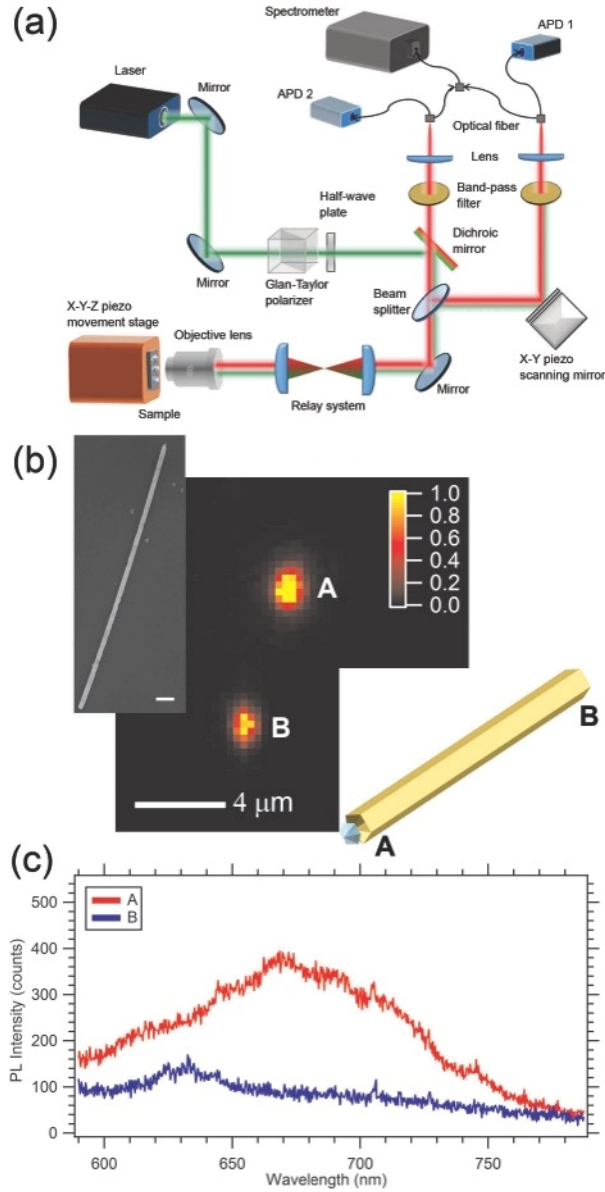 (a)
Spectrometer
APD 1
Laser
Mirror
APD 2
Optical fiber
Lens
Half-wave
plate
Band-pass
filter
Dichroic
mirror
Mirror
Glan-Taylor
polarizer
Beam
splitter
X-Y-Z piezo
movement stage
Objective lens
X-Y piezo
scanning mirror
Mirror
Relay system
Sample
(b)
1.0
0.8
0.6
0.4
0.2
0.0
A
B
B
4 μm
A
(c)
A
B
500
400
300
200
100
0
PL Intensity (counts)
600
650
700
750
Wavelength (nm)